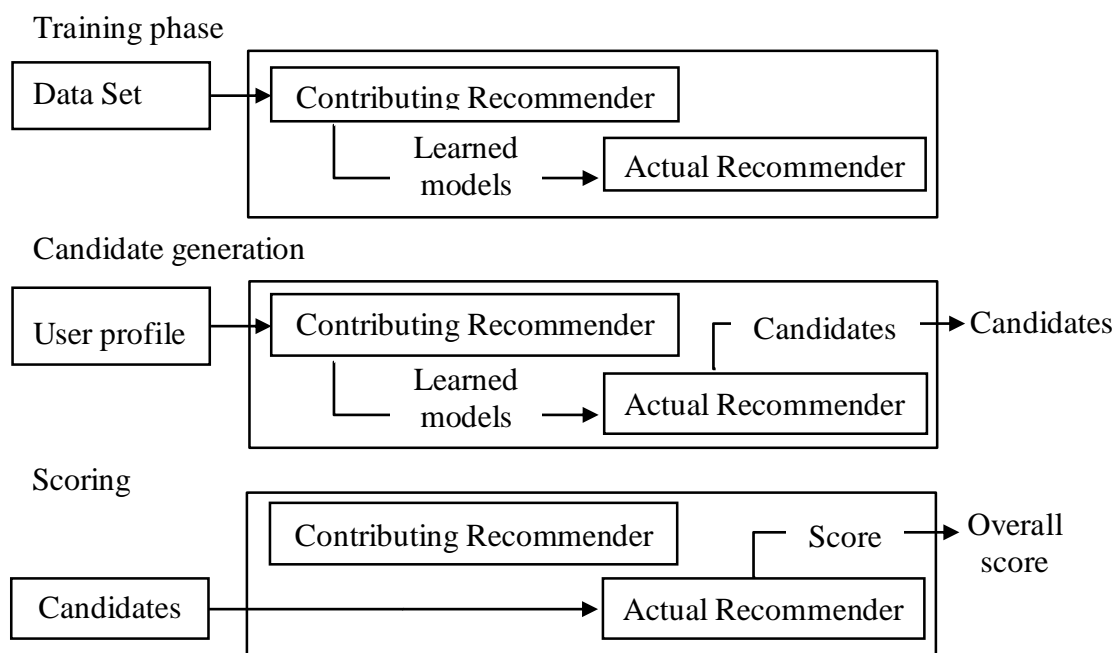 Training phase
Data Set
Contributing Recommender
Learned
models
Actual Recommender
Candidate generation
User profile
Contributing Recommender
Candidates
Candidates
Learned
models
Actual Recommender
Scoring
Contributing Recommender
Score
Overall
score
Candidates
Actual Recommender